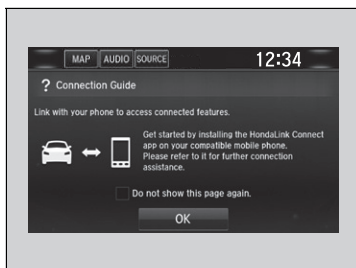 MAP AUDIO SOURCE 12:34
? Connection Guide
Link with your phone to access connected features.
Get started by installing the HondaLink Connect
app on your compatible mobile phone.
Please refer to it for further connection
assistance.
Do not show this page again.
OK